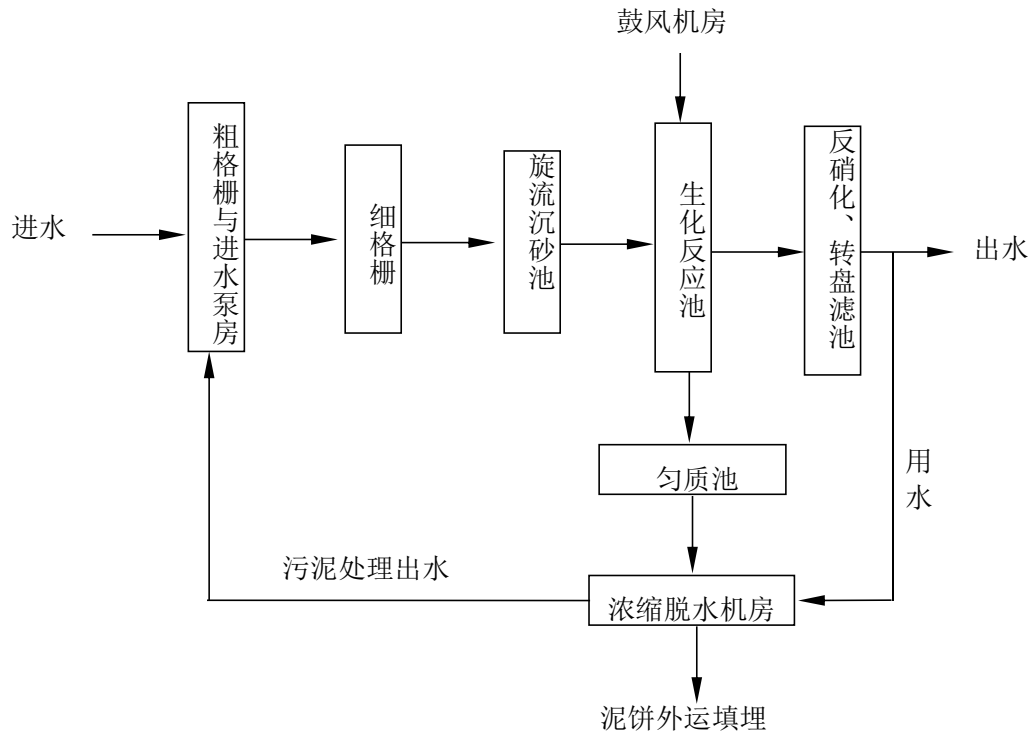 鼓风机房
进水
粗格栅与进水泵房
细格栅
旋流沉砂池
生化反应池
反硝化、转盘滤池
出水
匀质池
用水
污泥处理出水
浓缩脱水机房
泥饼外运填埋